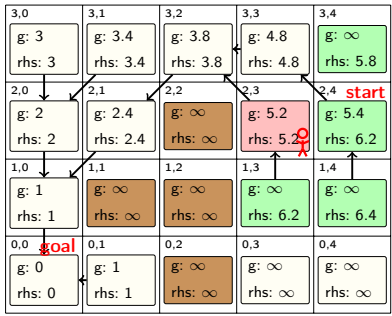 3,0 3,1 3,2 3,3 3,4
g: 3 g: 3.4 g: 3.8 g: 4.8 g: ∞
rhs: 3 rhs: 3.4 rhs: 3.8 rhs: 4.8 rhs: 5.8
2,0 2,1 2,2 2,3 2,4 start
g: 2 g: 2.4 g: ∞ g: 5.2 g: 5.4
rhs: 2 rhs: 2.4 rhs: ∞ rhs: 5.2 rhs: 6.2
1,0 1,1 1,2 1,3 1,4
g: 1 g: ∞ g: ∞ g: ∞ g: ∞
rhs: 1 rhs: ∞ rhs: ∞ rhs: 6.2 rhs: 6.4
0,0 goal 0,1 0,2 0,3 0,4
g: 0 g: 1 g: ∞ g: ∞ g: ∞
rhs: 0 rhs: 1 rhs: ∞ rhs: ∞ rhs: ∞